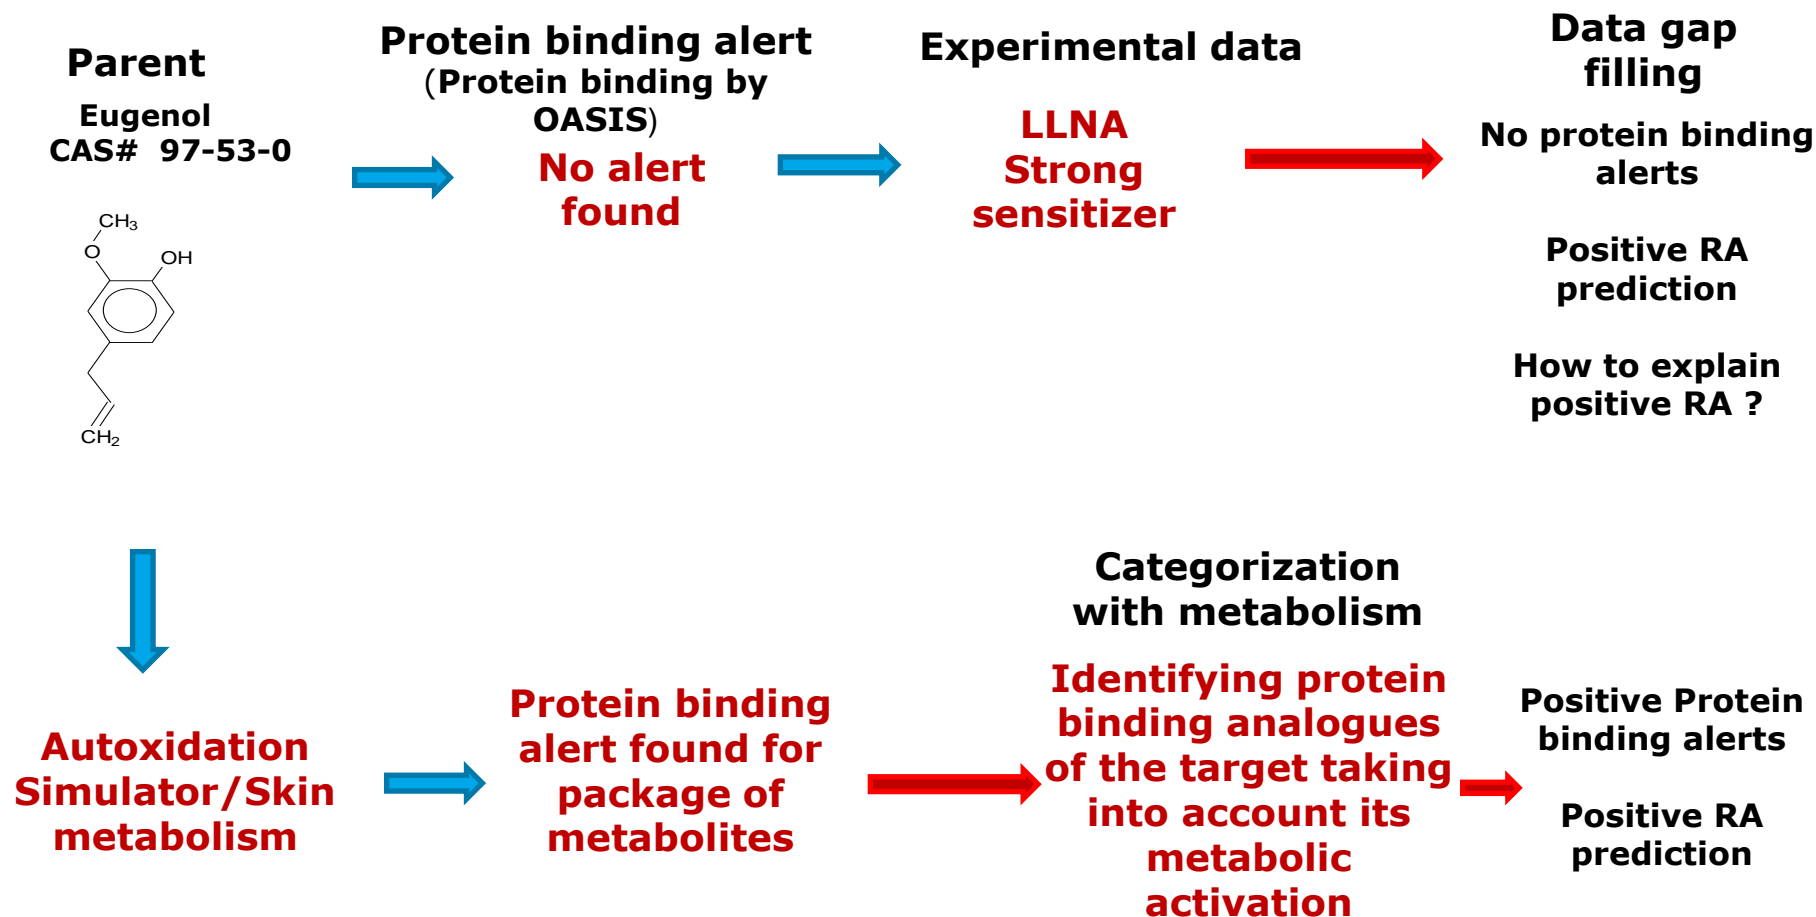 Parent
Eugenol
CAS# 97-53-0
CH3
O
OH
CH2
Protein binding alert
(Protein binding by
OASIS)
No alert
found
Experimental data
LLNA
Strong
sensitizer
Data gap
filling
No protein binding
alerts
Positive RA
prediction
How to explain
positive RA ?
Autoxidation
Simulator/Skin
metabolism
Protein binding
alert found for
package of
metabolites
Categorization
with metabolism
Identifying protein
binding analogues
of the target taking
into account its
metabolic
activation
Positive Protein
binding alerts
Positive RA
prediction